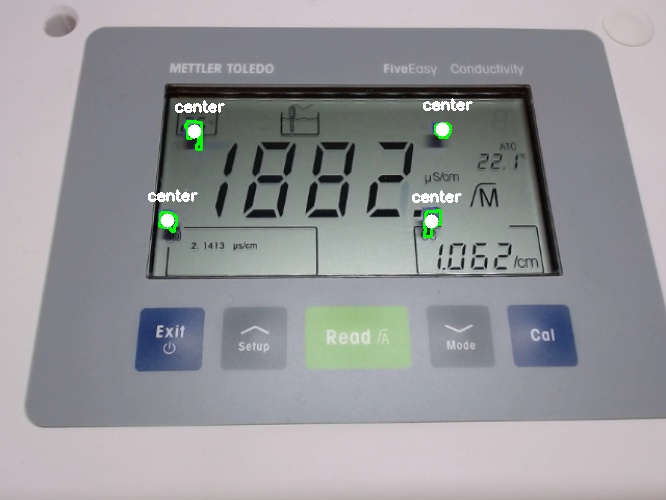 METTLER TOLEDO FiveEasy Conductivity
center center
ATC
22.1°C
1882. µS/cm
center center
M
2. 1413 µs/cm
1.062 /cm
Exit Setup Read A Mode Cal